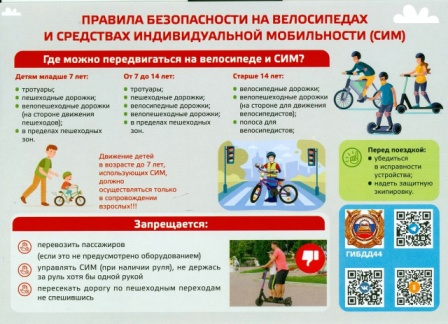 ПРАВИЛА БЕЗОПАСНОСТИ НА ВЕЛОСИПЕДАХ
И СРЕДСТВАХ ИНДИВИДУАЛЬНОЙ МОБИЛЬНОСТИ (СИМ)
Где можно передвигаться на велосипеде и СИМ?
Детям младше 7 лет:
• тротуары;
• пешеходные дорожки;
• велопешеходные дорожки
(на стороне движения
пешеходов);
• в пределах пешеходных
зон.
От 7 до 14 лет:
• тротуары;
• пешеходные дорожки;
• велосипедные дорожки;
• велопешеходные дорожки;
• в пределах пешеходных
зон.
Старше 14 лет:
• велосипедные дорожки;
• велопешеходные дорожки
(на стороне для движения
велосипедистов);
• полоса для
велосипедистов;
Движение детей
в возрасте до 7 лет,
использующих СИМ,
должно
осуществляться только
в сопровождении
взрослых!!!
Перед поездкой:
• убедиться
в исправности
устройства;
• надеть защитную
экипировку.
Запрещается:
перевозить пассажиров
(если это не предусмотрено оборудованием)
управлять СИМ (при наличии руля), не держась
за руль хотя бы одной рукой
пересекать дорогу по пешеходным переходам
не спешившись
ГИБДД44